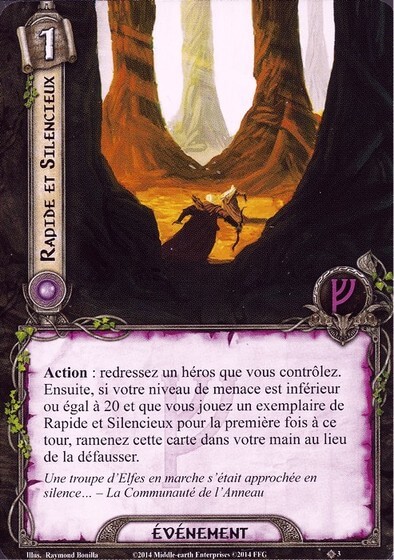 1
Rapide et Silencieux
Action : redressez un héros que vous contrôlez.
Ensuite, si votre niveau de menace est inférieur
ou égal à 20 et que vous jouez un exemplaire de
Rapide et Silencieux pour la première fois à ce
tour, ramenez cette carte dans votre main au lieu
de la défausser.
Une troupe d'Elfes en marche s'était approchée en
silence… – La Communauté de l'Anneau
ÉVÉNEMENT
Illus. Raymond Bonilla
©2014 Middle-earth Enterprises ©2014 FFG
3